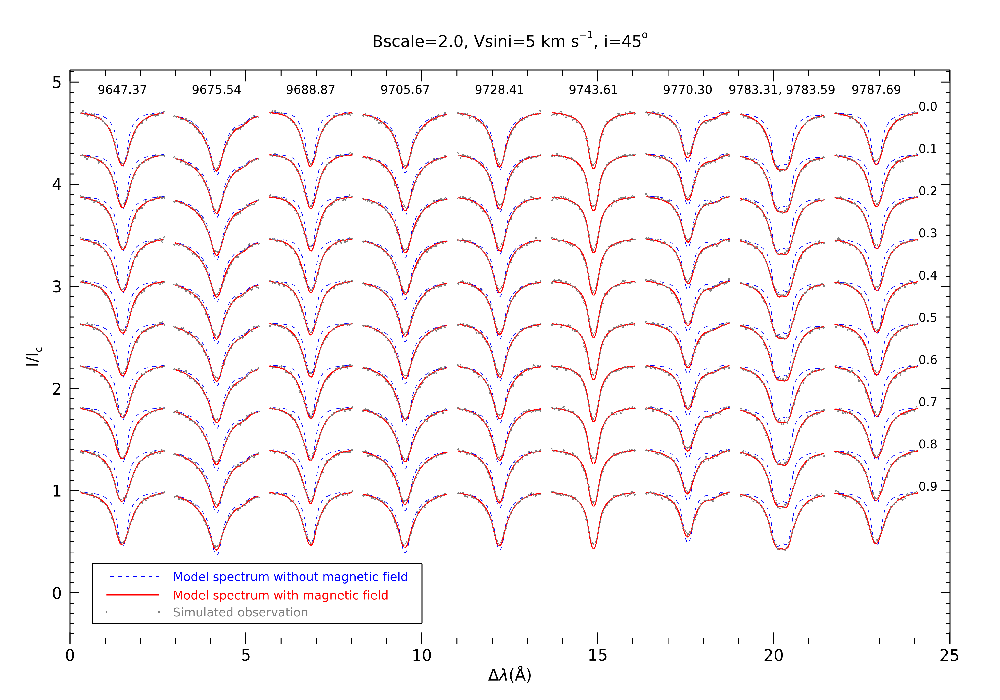 Bscale=2.0, Vsini=5 km s⁻¹, i=45ᵒ
9647.37 9675.54 9688.87 9705.67 9728.41 9743.61 9770.30 9783.31, 9783.59 9787.69
0.0
0.1
0.2
0.3
0.4
0.5
0.6
0.7
0.8
0.9
5
4
3
2
1
0
I/I_c
Model spectrum without magnetic field
Model spectrum with magnetic field
Simulated observation
0 5 10 15 20 25
Δλ(Å)